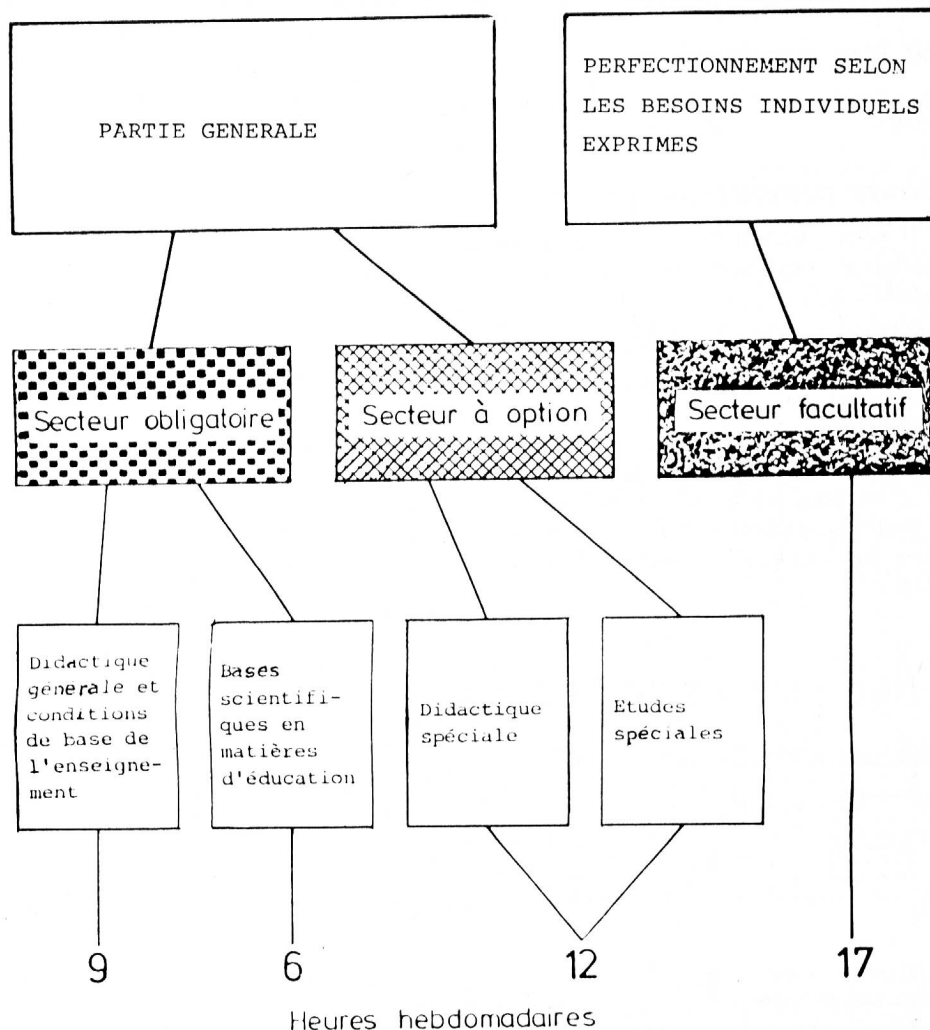 PARTIE GENERALE
PERFECTIONNEMENT SELON
LES BESOINS INDIVIDUELS
EXPRIMES
Secteur obligatoire
Secteur à option
Secteur facultatif
Didactique
générale et
conditions
de base de
l'enseigne-
ment
Bases
scientifi-
ques en
matières
d'éducation
Didactique
spéciale
Etudes
spéciales
9
6
12
17
Heures hebdomadaires